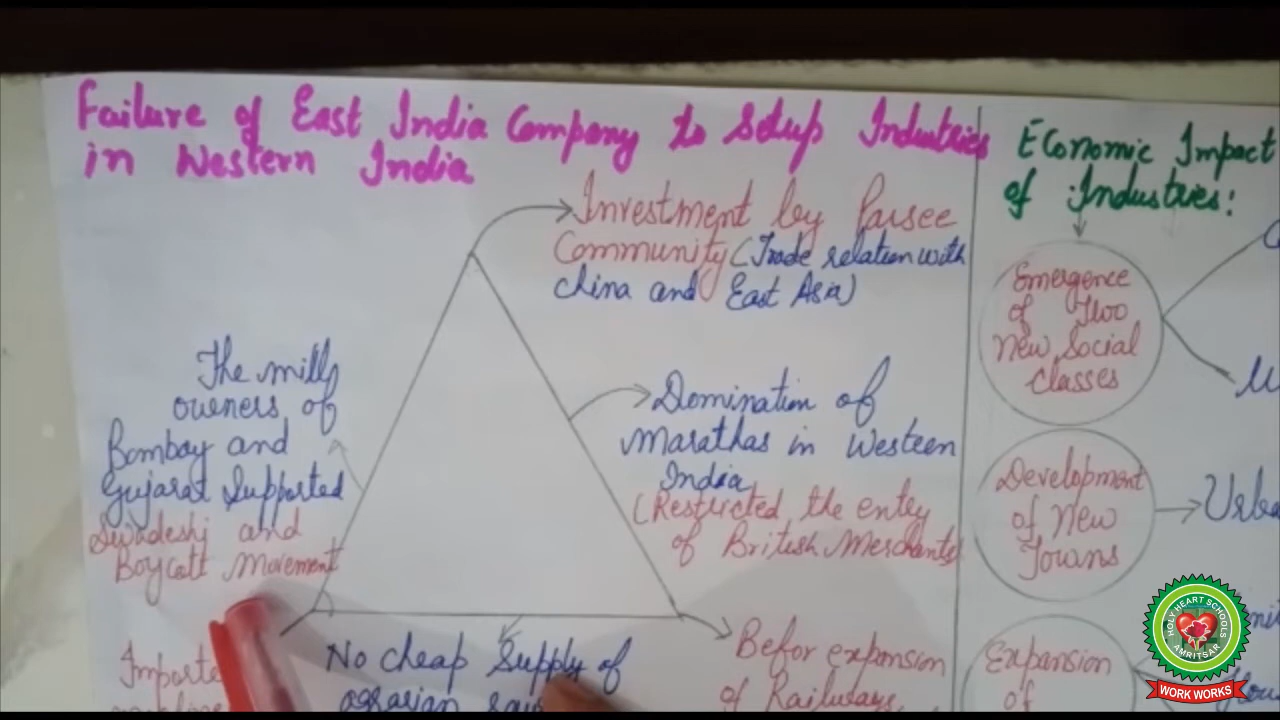 Failure of East India Company to Setup Industries
in Western India
Investment by Parsee
Community (Trade relation with
China and East Asia)
The mills
owners of
Bombay and
Gujarat Supported
Swadeshi and
Boycott Movement
Domination of
Marathas in Western
India
(Restricted the entry
of British Merchants
Befor expansion
of Railways,
No cheap Supply of
agrarian
Economic Impact
of Industries:
Emergence
of Two
New Social
Classes
Development
of New
Towns
Expansion
of
HOLY HEART SCHOOLS
AMRITSAR
WORK WORKS